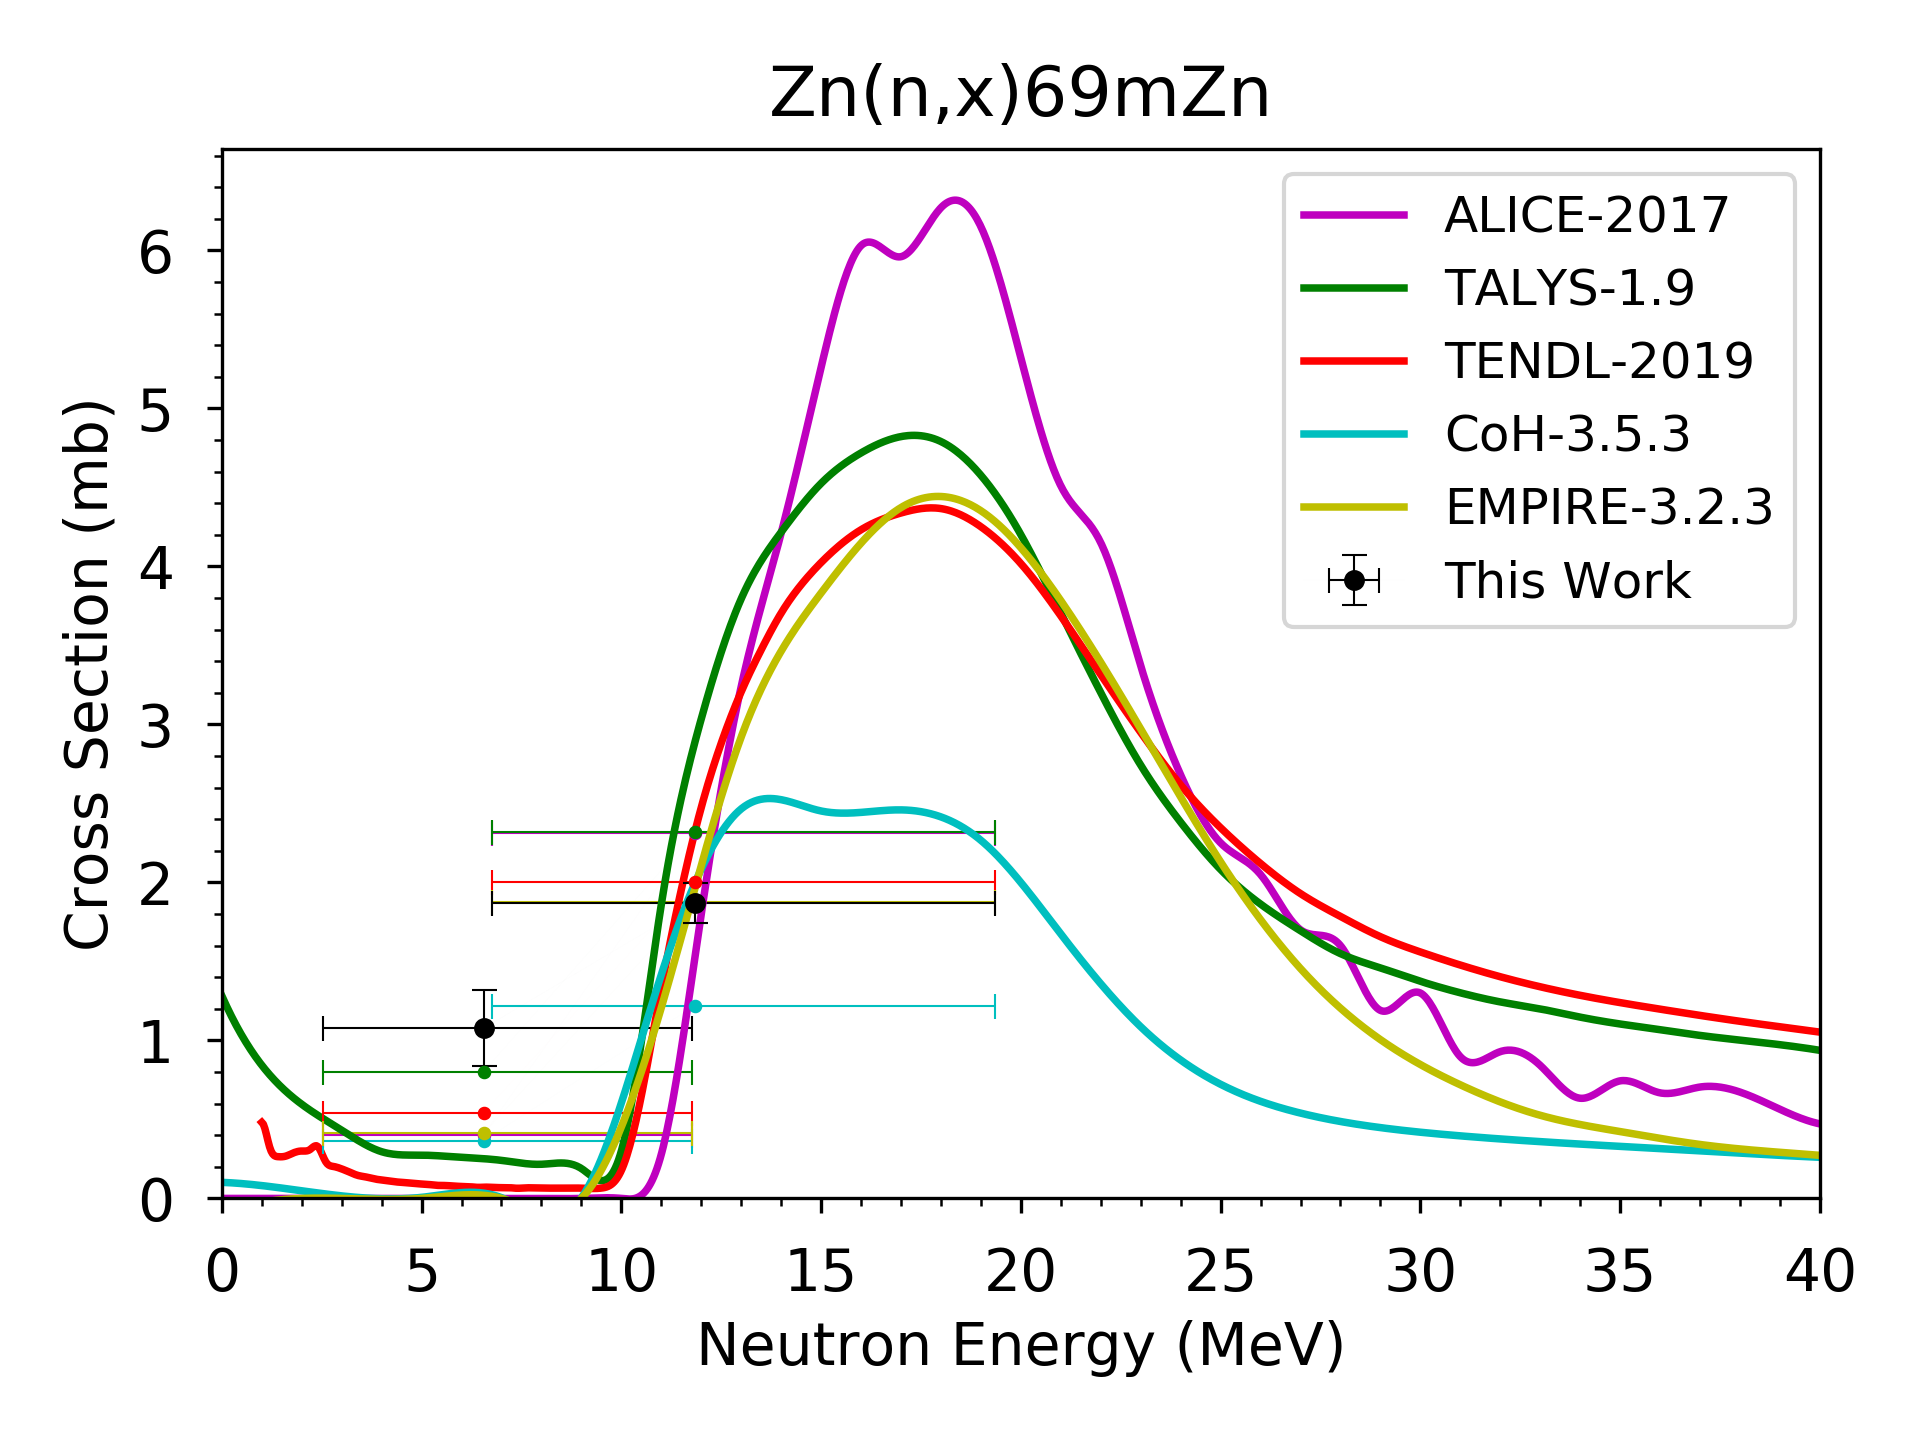 Zn(n,x)69mZn
Cross Section (mb)
6
5
4
3
2
1
0
0 5 10 15 20 25 30 35 40
Neutron Energy (MeV)
ALICE-2017
TALYS-1.9
TENDL-2019
CoH-3.5.3
EMPIRE-3.2.3
This Work